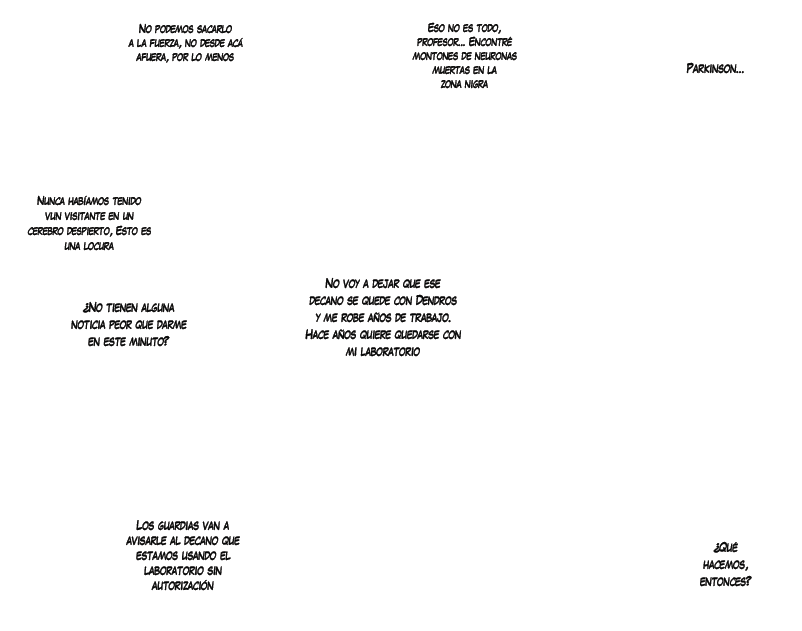 No podemos sacarlo
a la fuerza, no desde acá
afuera, por lo menos
Eso no es todo,
profesor... Encontré
montones de neuronas
muertas en la
zona nigra
Parkinson...
Nunca habíamos tenido
vun visitante en un
cerebro despierto, Esto es
una locura
¿No tienen alguna
noticia peor que darme
en este minuto?
No voy a dejar que ese
decano se quede con Dendros
y me robe años de trabajo.
Hace años quiere quedarse con
mi laboratorio
Los guardias van a
avisarle al decano que
estamos usando el
laboratorio sin
autorización
¿Qué
hacemos,
entonces?